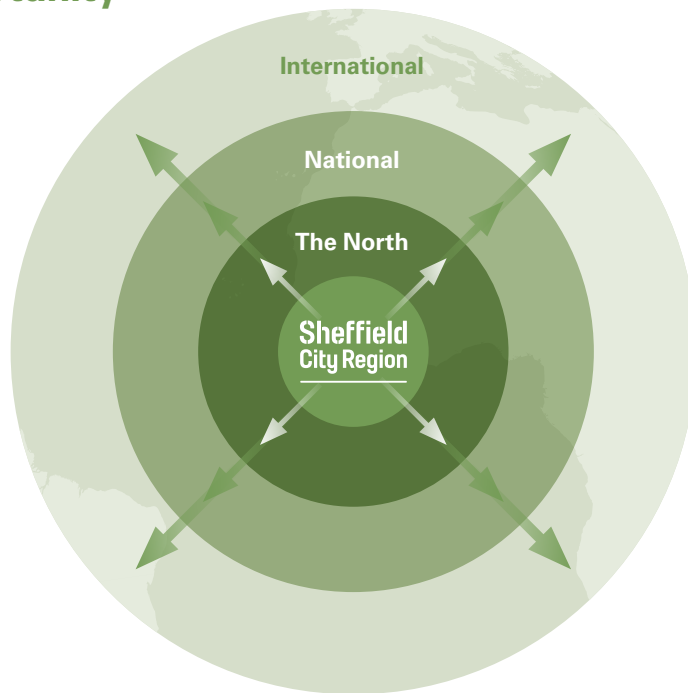 International
National
The North
Sheffield
City Region